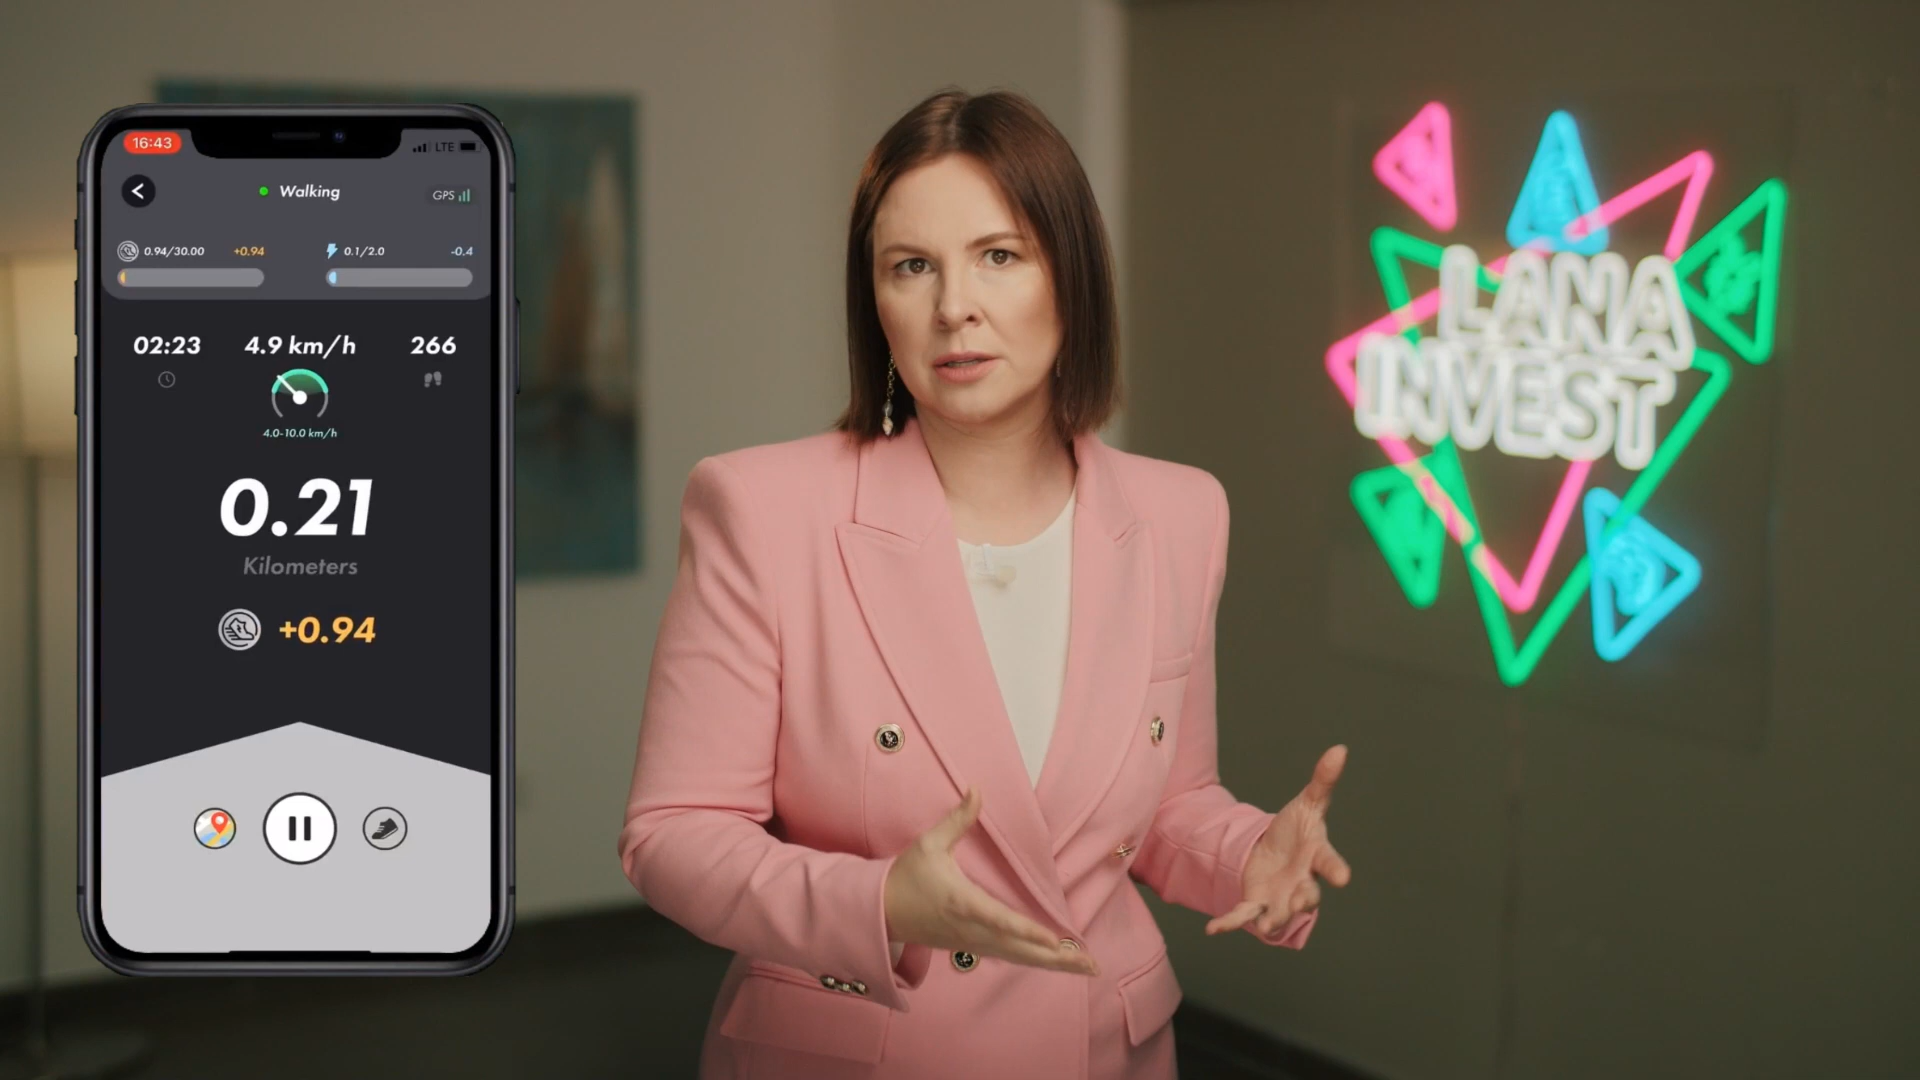 16:43
LTE
Walking
GPS
0.94/30.00
+0.94
0.1/2.0
-0.4
02:23
4.9 km/h
266
4.0-10.0 km/h
0.21
Kilometers
+0.94
LANA
INVEST